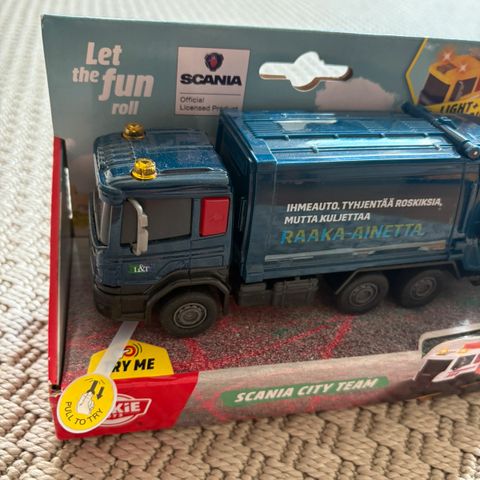 Let
the fun
roll
SCANIA
Official
Licensed Product
LIGHT+
IHMEAUTO. TYHJENTÄÄ ROSKIKSIA,
MUTTA KULJETTAA
RAAKA-AINETTA
L&T
TRY ME
PULL TO TRY
SCANIA CITY TEAM